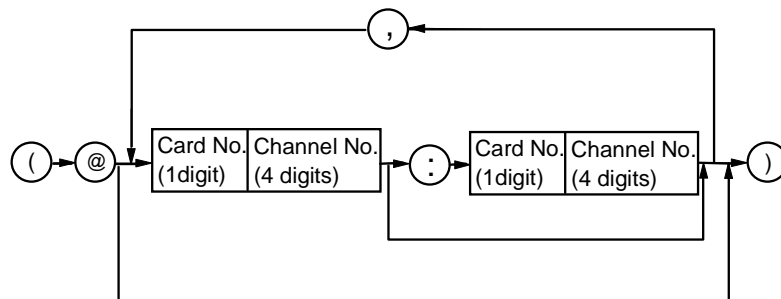 ,
( @ Card No. Channel No. : Card No. Channel No. )
(1digit) (4 digits) (1digit) (4 digits)